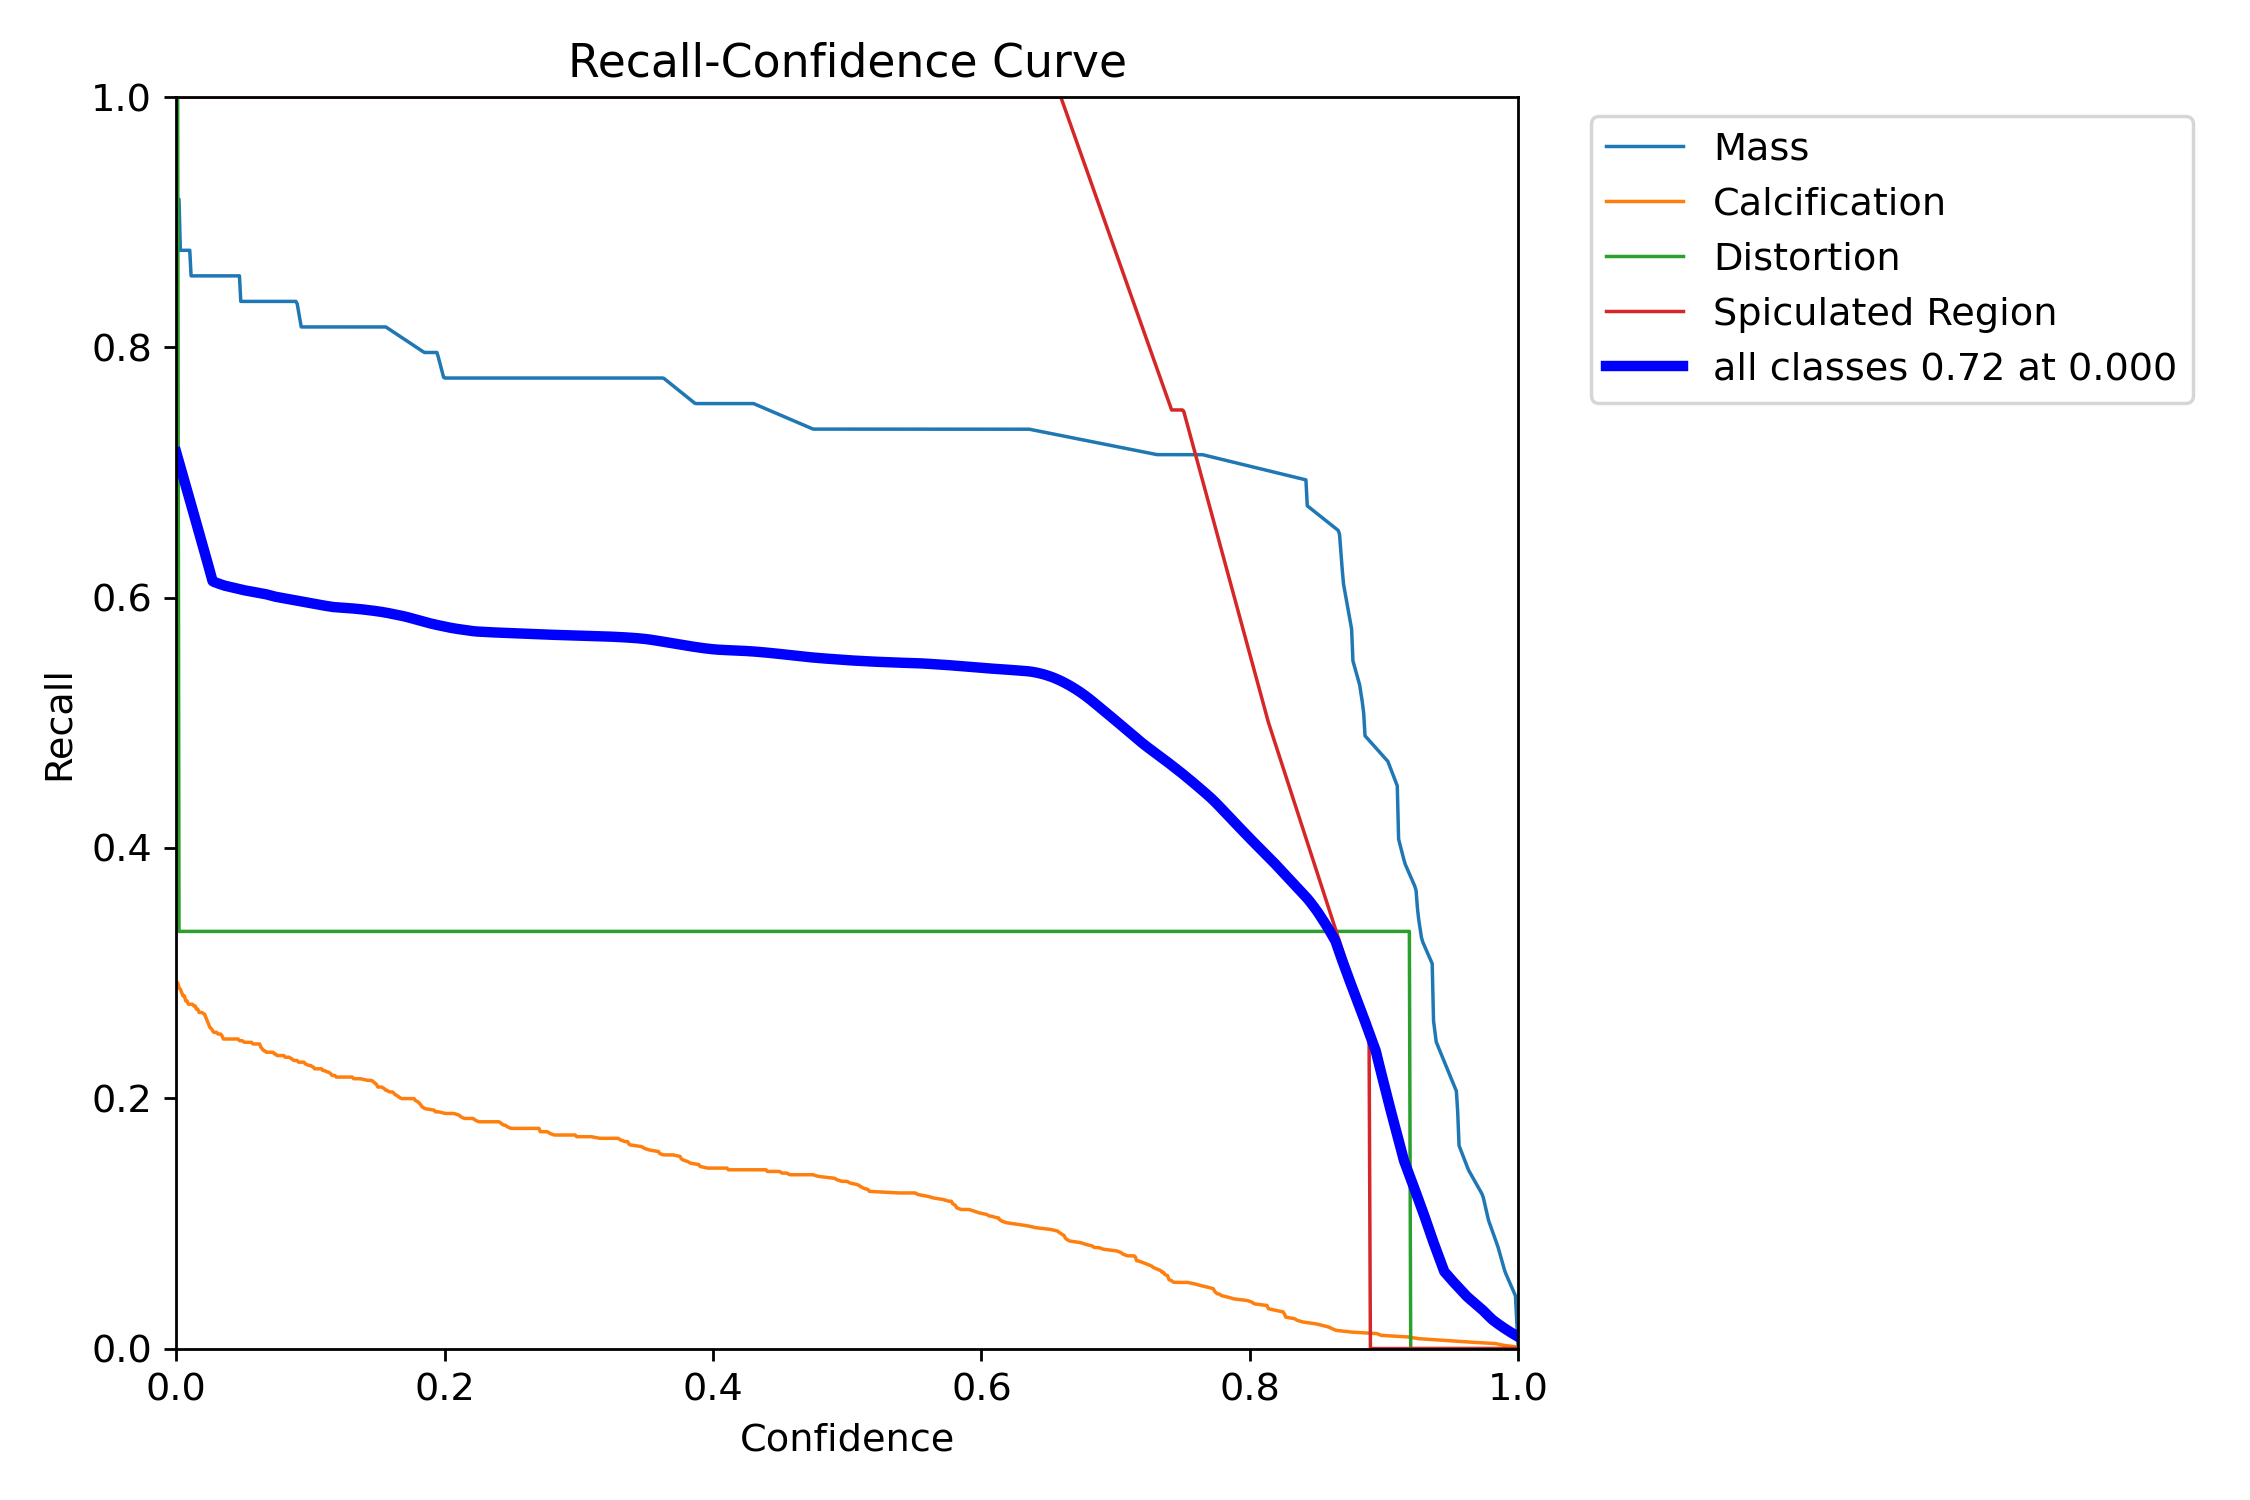 Recall-Confidence Curve
1.0
0.8
0.6
0.4
0.2
0.0
Recall
0.0 0.2 0.4 0.6 0.8 1.0
Confidence
Mass
Calcification
Distortion
Spiculated Region
all classes 0.72 at 0.000